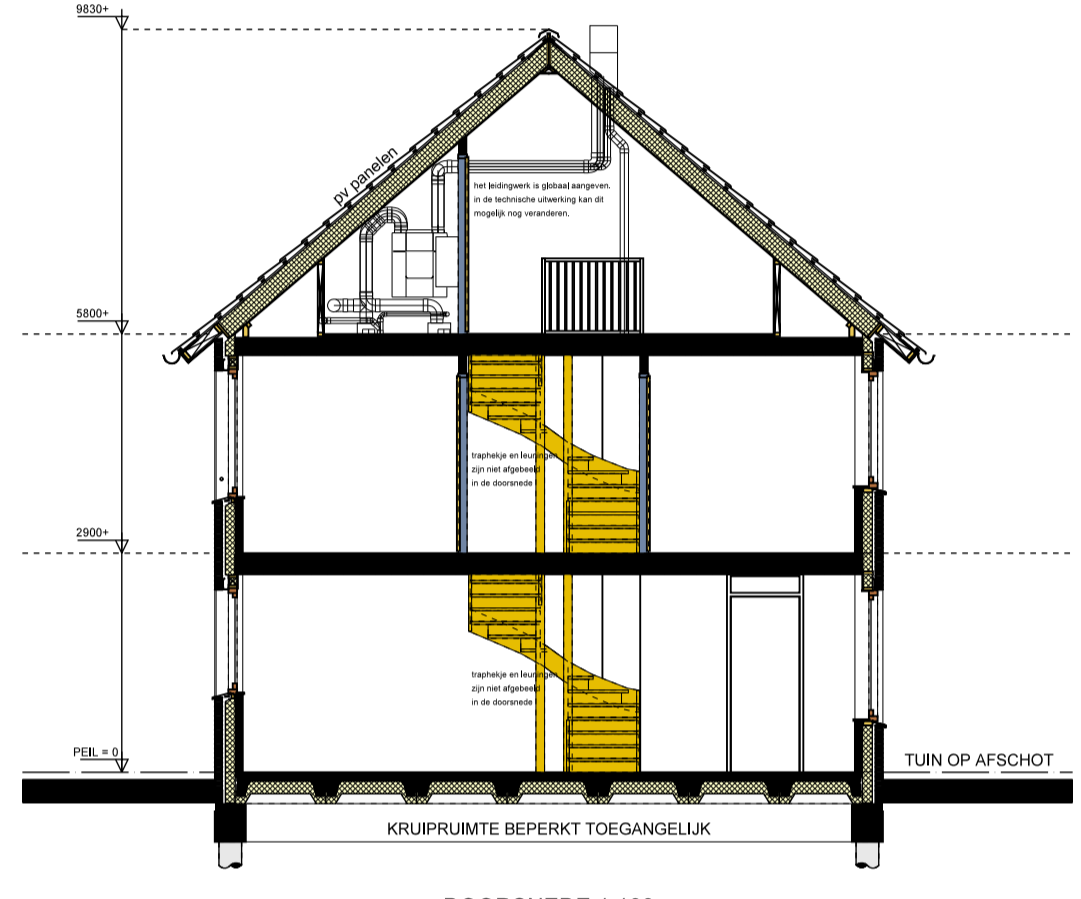 9830+
pv panelen
het leidingwerk is globaal aangeven.
in de technische uitwerking kan dit
mogelijk nog veranderen.
5800+
traphekje en leuningen
zijn niet afgebeeld
in de doorsnede
2900+
traphekje en leuningen
zijn niet afgebeeld
in de doorsnede
PEIL = 0
TUIN OP AFSCHOT
KRUIPRUIMTE BEPERKT TOEGANGELIJK